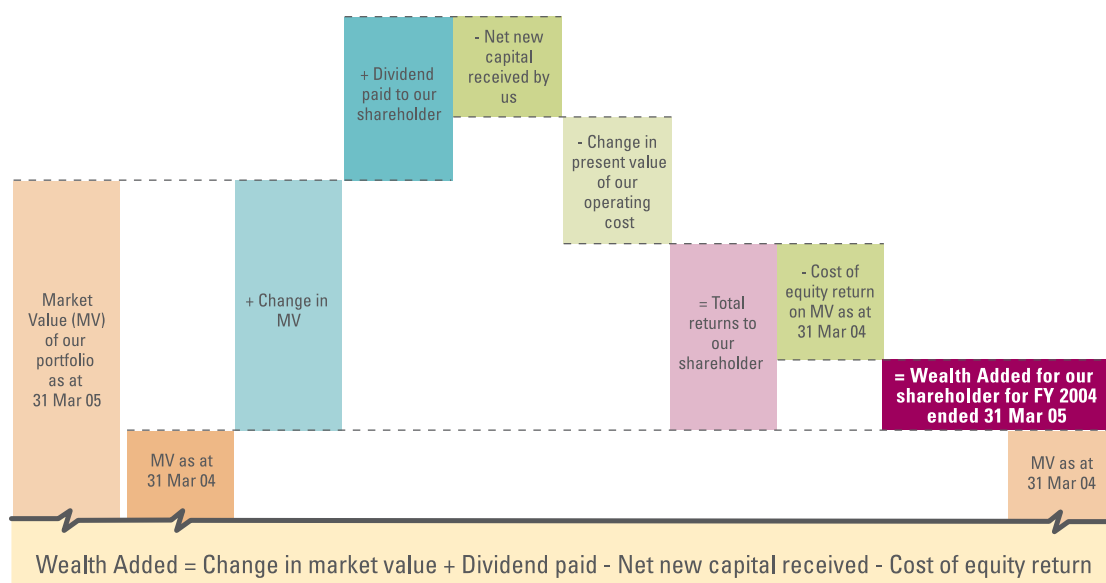 Market
Value (MV)
of our
portfolio
as at
31 Mar 05
MV as at
31 Mar 04
+ Change in
MV
+ Dividend
paid to our
shareholder
- Net new
capital
received by
us
- Change in
present value
of our
operating
cost
= Total
returns to
our
shareholder
- Cost of
equity return
on MV as at
31 Mar 04
= Wealth Added for our
shareholder for FY 2004
ended 31 Mar 05
MV as at
31 Mar 04
Wealth Added = Change in market value + Dividend paid - Net new capital received - Cost of equity return